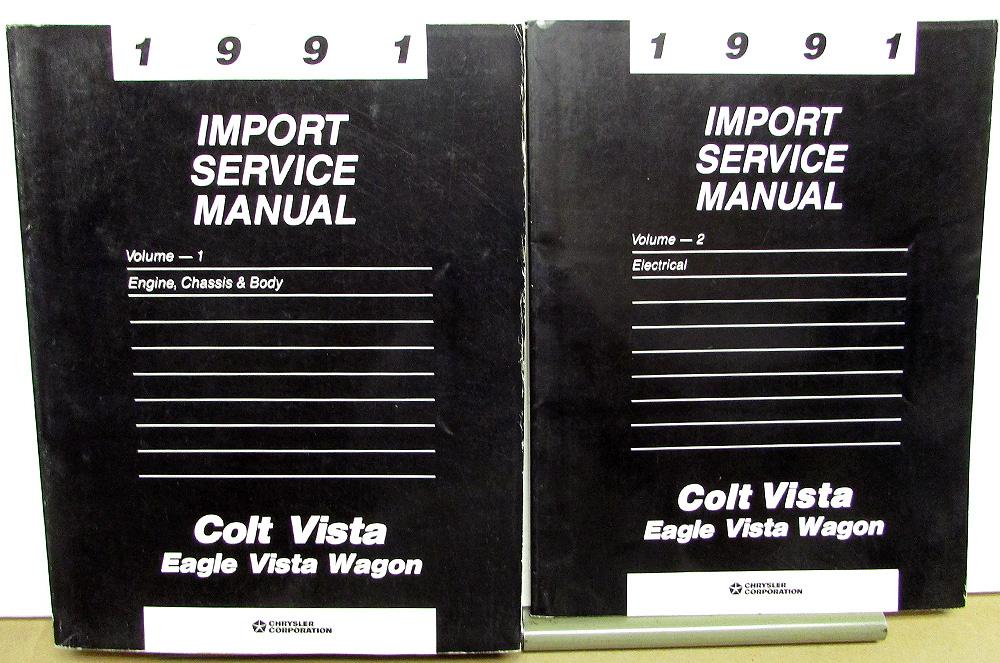 1 9 9 1
IMPORT
SERVICE
MANUAL
Volume — 1
Engine, Chassis & Body
Colt Vista
Eagle Vista Wagon
CHRYSLER
CORPORATION
1 9 9 1
IMPORT
SERVICE
MANUAL
Volume — 2
Electrical
Colt Vista
Eagle Vista Wagon
CHRYSLER
CORPORATION